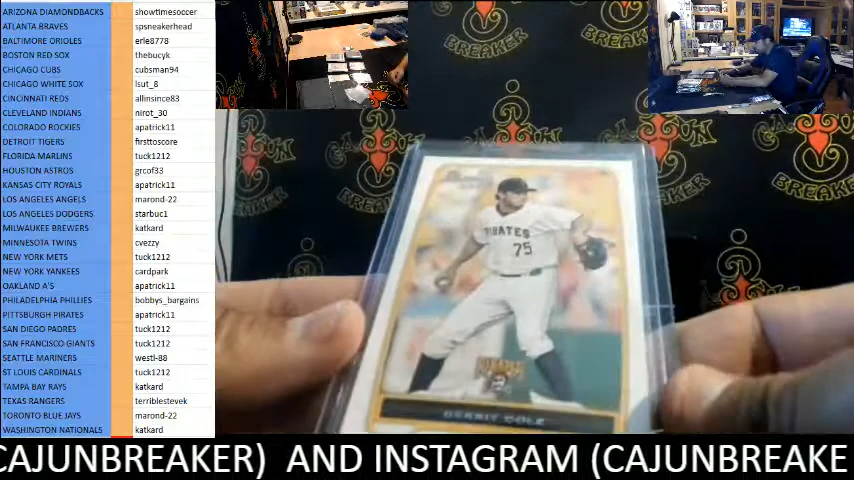 ARIZONA DIAMONDBACKS showtimesoccer
ATLANTA BRAVES spsneakerhead
BALTIMORE ORIOLES erle8778
BOSTON RED SOX thebucyk
CHICAGO CUBS cubsman94
CHICAGO WHITE SOX lsut_8
CINCINNATI REDS allinsince83
CLEVELAND INDIANS nirot_30
COLORADO ROCKIES apatrick11
DETROIT TIGERS firsttoscore
FLORIDA MARLINS tuck1212
HOUSTON ASTROS grcof33
KANSAS CITY ROYALS apatrick11
LOS ANGELES ANGELS marond-22
LOS ANGELES DODGERS starbuc1
MILWAUKEE BREWERS katkard
MINNESOTA TWINS cvezzy
NEW YORK METS tuck1212
NEW YORK YANKEES cardpark
OAKLAND A'S apatrick11
PHILADELPHIA PHILLIES bobbys_bargains
PITTSBURGH PIRATES apatrick11
SAN DIEGO PADRES tuck1212
SAN FRANCISCO GIANTS tuck1212
SEATTLE MARINERS westl-88
ST LOUIS CARDINALS tuck1212
TAMPA BAY RAYS katkard
TEXAS RANGERS terriblestevek
TORONTO BLUE JAYS marond-22
WASHINGTON NATIONALS katkard
CAJUN
BREAKER
PIRATES
75
GERRIT COLE
CAJUNBREAKER) AND INSTAGRAM (CAJUNBREAKE